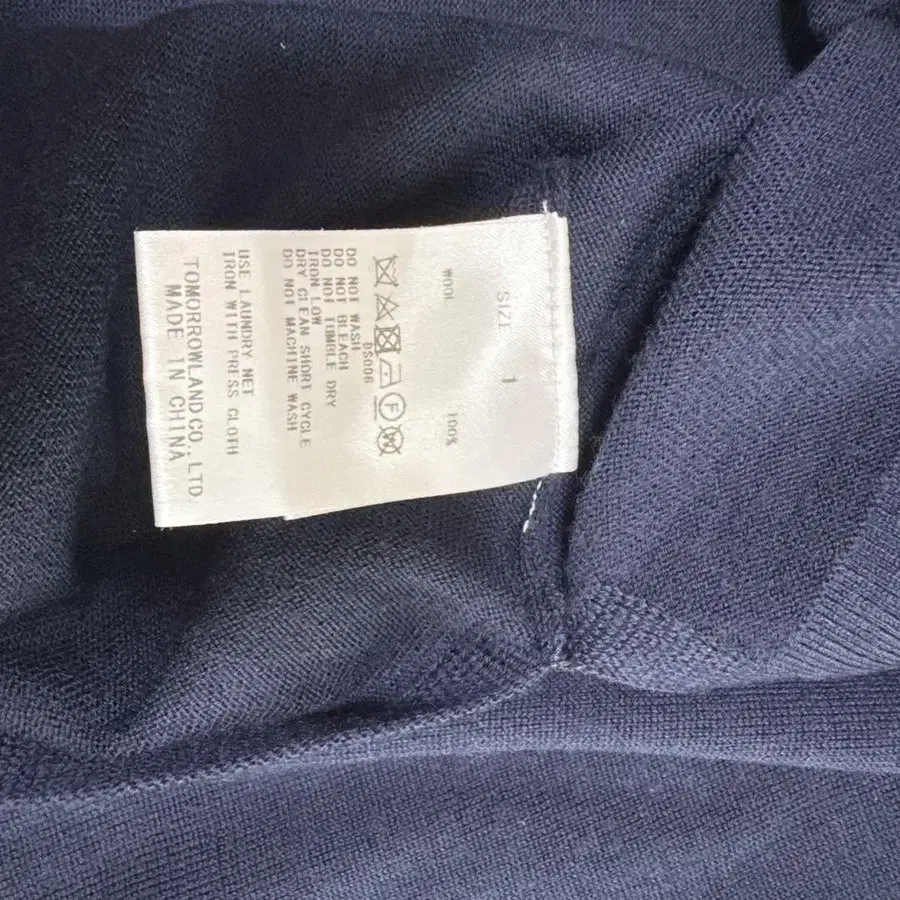 SIZE 1
WOOL 100%
F W
DS006
DO NOT WASH
DO NOT BLEACH
DO NOT TUMBLE DRY
IRON LOW
DRY CLEAN SHORT CYCLE
DO NOT MACHINE WASH
USE LAUNDRY NET
IRON WITH PRESS CLOTH
TOMORROWLAND CO., LTD.
MADE IN CHINA